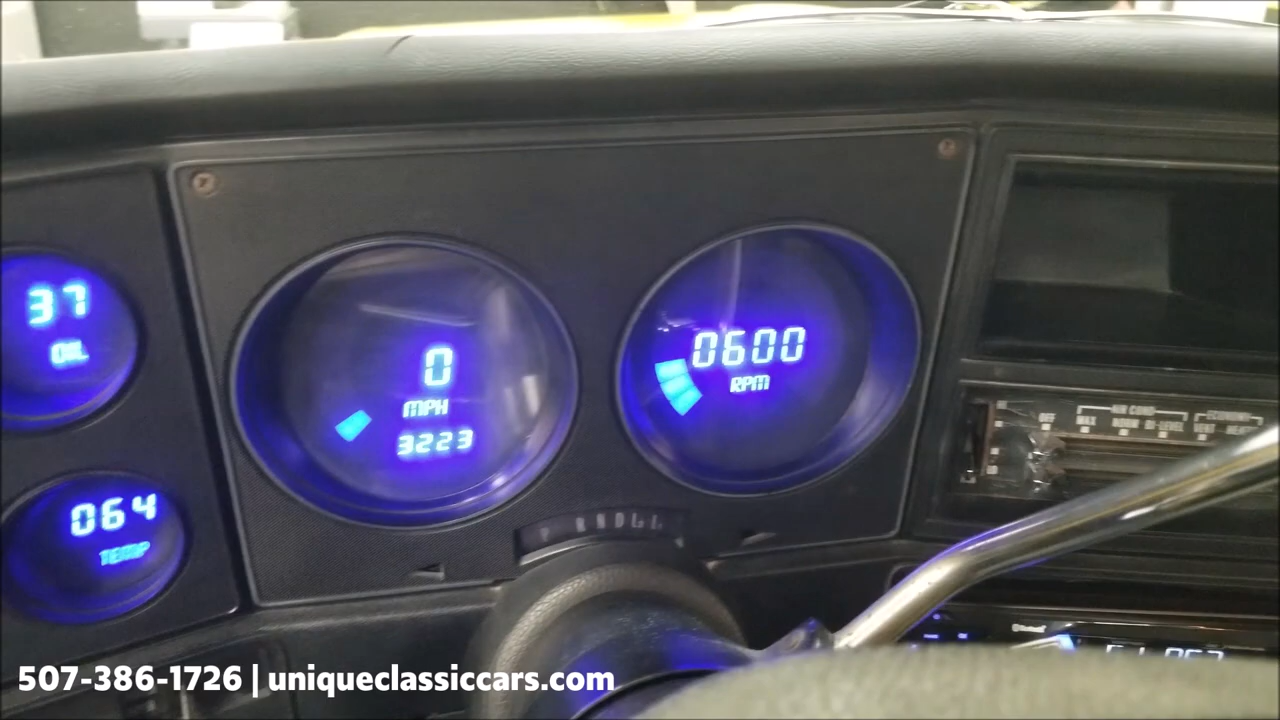 37
OIL
0
MPH
3223
0600
RPM
064
TEMP
OFF
AIR COND
MAX NORM BI-LEVEL
ECONOMY
VENT
507-386-1726 | uniqueclassiccars.com